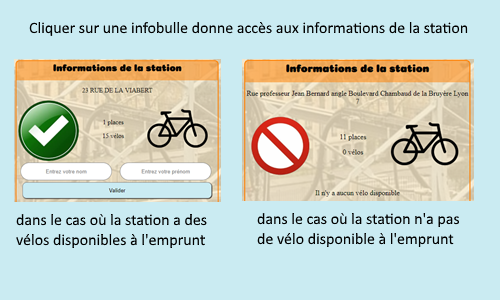 Cliquer sur une infobulle donne accès aux informations de la station
Informations de la station
23 RUE DE LA VIABERT
1 places
15 vélos
Entrez votre nom
Entrez votre prénom
Valider
dans le cas où la station a des
vélos disponibles à l'emprunt
Informations de la station
Rue professeur Jean Bernard angle Boulevard Chambaud de la Bruyère Lyon
7
11 places
0 vélos
Il n'y a aucun vélo disponible
dans le cas où la station n'a pas
de vélo disponible à l'emprunt